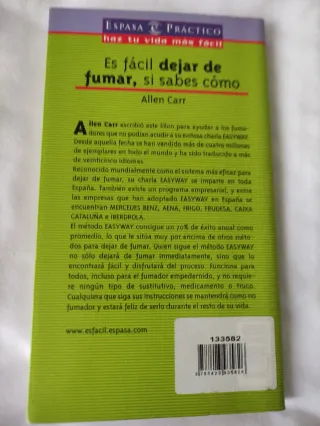 ESPASA PRÁCTICO
haz tu vida más fácil
Es fácil dejar de
fumar, si sabes cómo
Allen Carr
Allen Carr escribió este libro para ayudar a los fuma-
dores que no podían acudir a su exitosa charla EASYWAY.
Desde aquella fecha se han vendido más de cuatro millones
de ejemplares en todo el mundo y ha sido traducido a más
de veinticinco idiomas.
Reconocido mundialmente como el sistema más eficaz para
dejar de fumar, su charla EASYWAY se imparte en toda
España. También existe un programa empresarial, y entre
las empresas que han adoptado EASYWAY en España se
encuentran MERCEDES BENZ, AENA, FRIGO, FRUDESA, CAIXA
CATALUÑA e IBERDROLA.
El método EASYWAY consigue un 70% de éxito anual como
promedio, lo que le sitúa muy por encima de otros méto-
dos para dejar de fumar. Quien sigue el método EASYWAY
no sólo dejará de fumar inmediatamente, sino que lo
encontrará fácil y disfrutará del proceso. Funciona para
todos, incluso para el fumador empedernido, y no requie-
re ningún tipo de sustitutivo, medicamento o truco.
Cualquiera que siga sus instrucciones se mantendrá como no
fumador y estará feliz de serlo durante el resto de su vida.
www.esfacil.espasa.com
133582